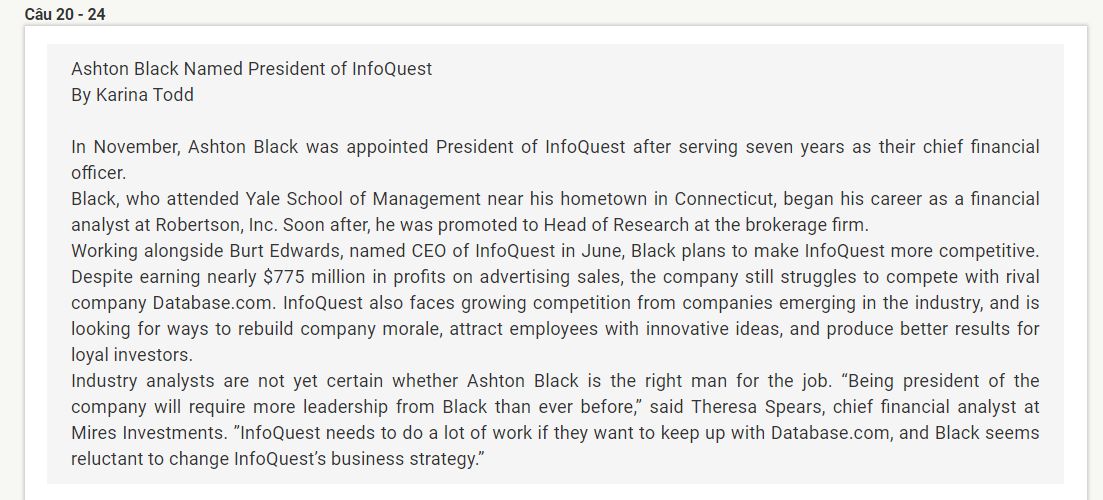 Câu 20 - 24
Ashton Black Named President of InfoQuest
By Karina Todd
In November, Ashton Black was appointed President of InfoQuest after serving seven years as their chief financial
officer.
Black, who attended Yale School of Management near his hometown in Connecticut, began his career as a financial
analyst at Robertson, Inc. Soon after, he was promoted to Head of Research at the brokerage firm.
Working alongside Burt Edwards, named CEO of InfoQuest in June, Black plans to make InfoQuest more competitive.
Despite earning nearly $775 million in profits on advertising sales, the company still struggles to compete with rival
company Database.com. InfoQuest also faces growing competition from companies emerging in the industry, and is
looking for ways to rebuild company morale, attract employees with innovative ideas, and produce better results for
loyal investors.
Industry analysts are not yet certain whether Ashton Black is the right man for the job. “Being president of the
company will require more leadership from Black than ever before,” said Theresa Spears, chief financial analyst at
Mires Investments. ”InfoQuest needs to do a lot of work if they want to keep up with Database.com, and Black seems
reluctant to change InfoQuest’s business strategy.”